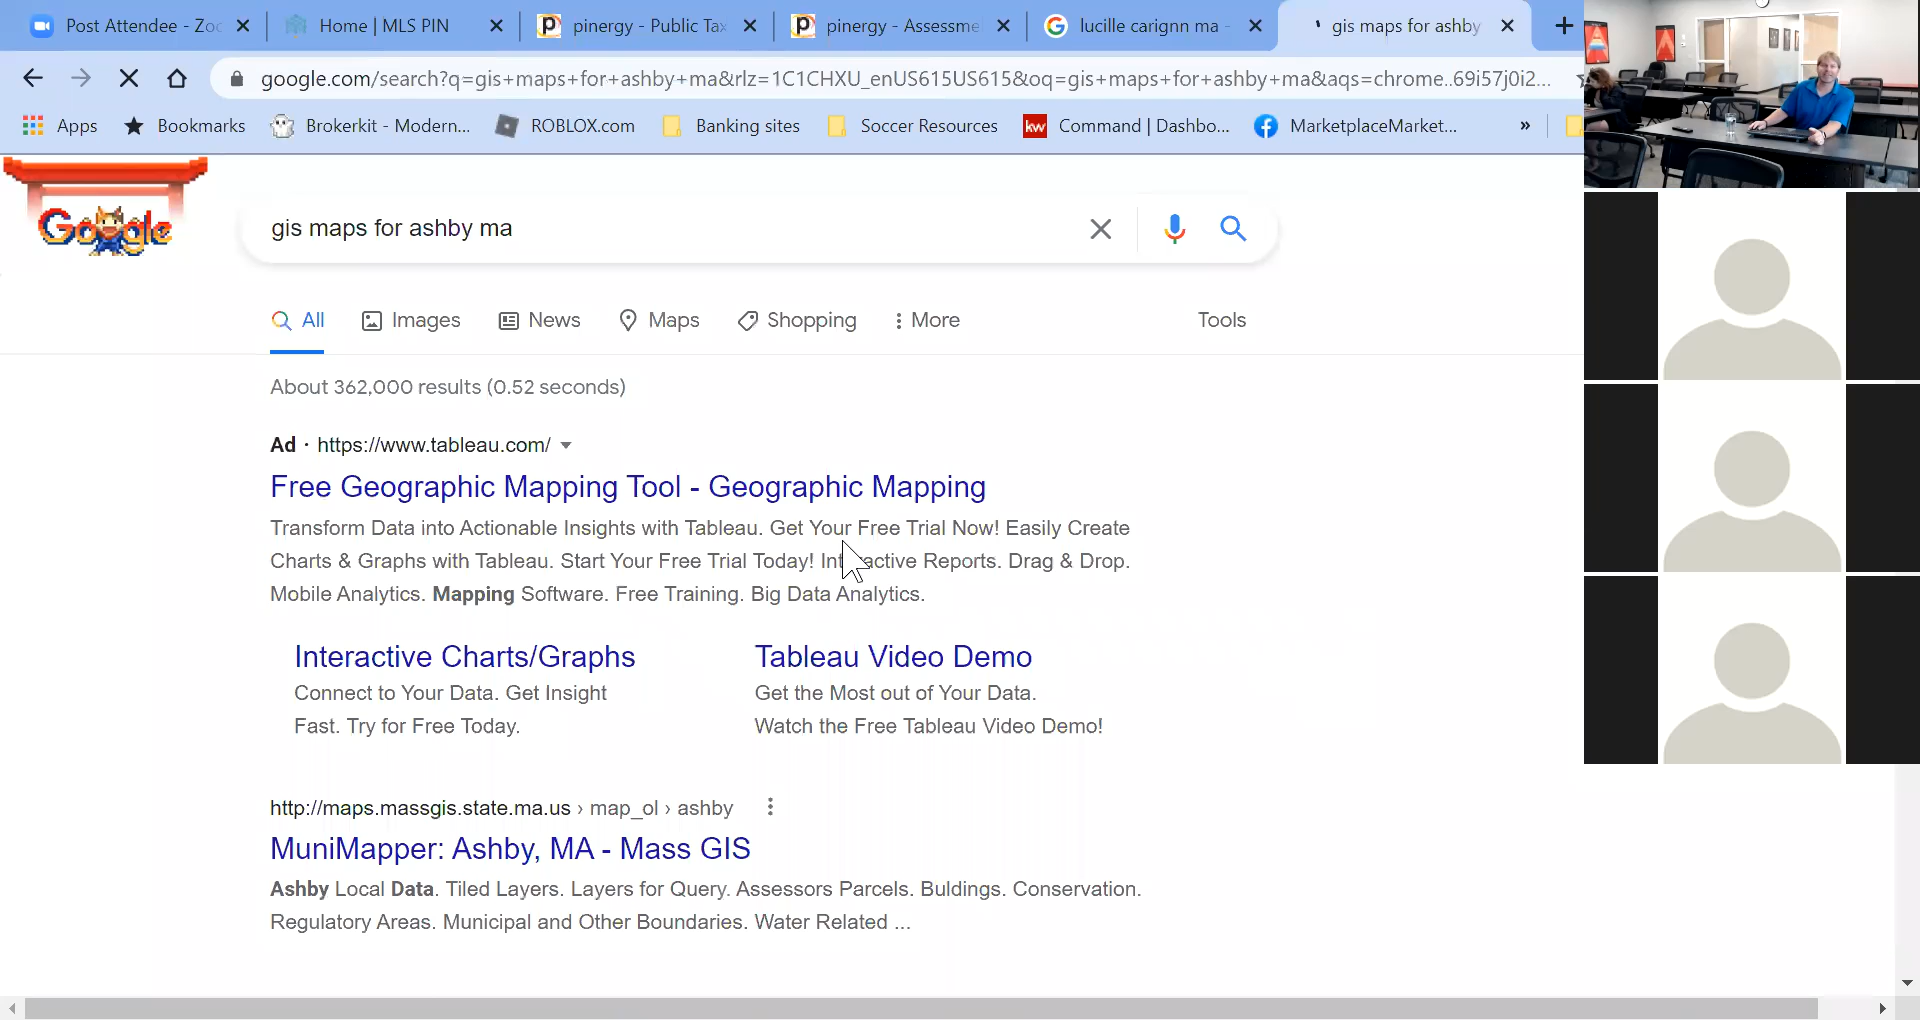 Post Attendee - Zoo
Home | MLS PIN
pinergy - Public Tax
pinergy - Assessme
lucille carignn ma -
gis maps for ashby
google.com/search?q=gis+maps+for+ashby+ma&rlz=1C1CHXU_enUS615US615&oq=gis+maps+for+ashby+ma&aqs=chrome..69i57j0i2...
Apps
Bookmarks
Brokerkit - Modern...
ROBLOX.com
Banking sites
Soccer Resources
kw
Command | Dashbo...
MarketplaceMarket...
»
Google
gis maps for ashby ma
All
Images
News
Maps
Shopping
More
Tools
About 362,000 results (0.52 seconds)
Ad · https://www.tableau.com/
Free Geographic Mapping Tool - Geographic Mapping
Transform Data into Actionable Insights with Tableau. Get Your Free Trial Now! Easily Create
Charts & Graphs with Tableau. Start Your Free Trial Today! Interactive Reports. Drag & Drop.
Mobile Analytics. Mapping Software. Free Training. Big Data Analytics.
Interactive Charts/Graphs
Connect to Your Data. Get Insight
Fast. Try for Free Today.
Tableau Video Demo
Get the Most out of Your Data.
Watch the Free Tableau Video Demo!
http://maps.massgis.state.ma.us › map_ol › ashby
MuniMapper: Ashby, MA - Mass GIS
Ashby Local Data. Tiled Layers. Layers for Query. Assessors Parcels. Buldings. Conservation.
Regulatory Areas. Municipal and Other Boundaries. Water Related ...